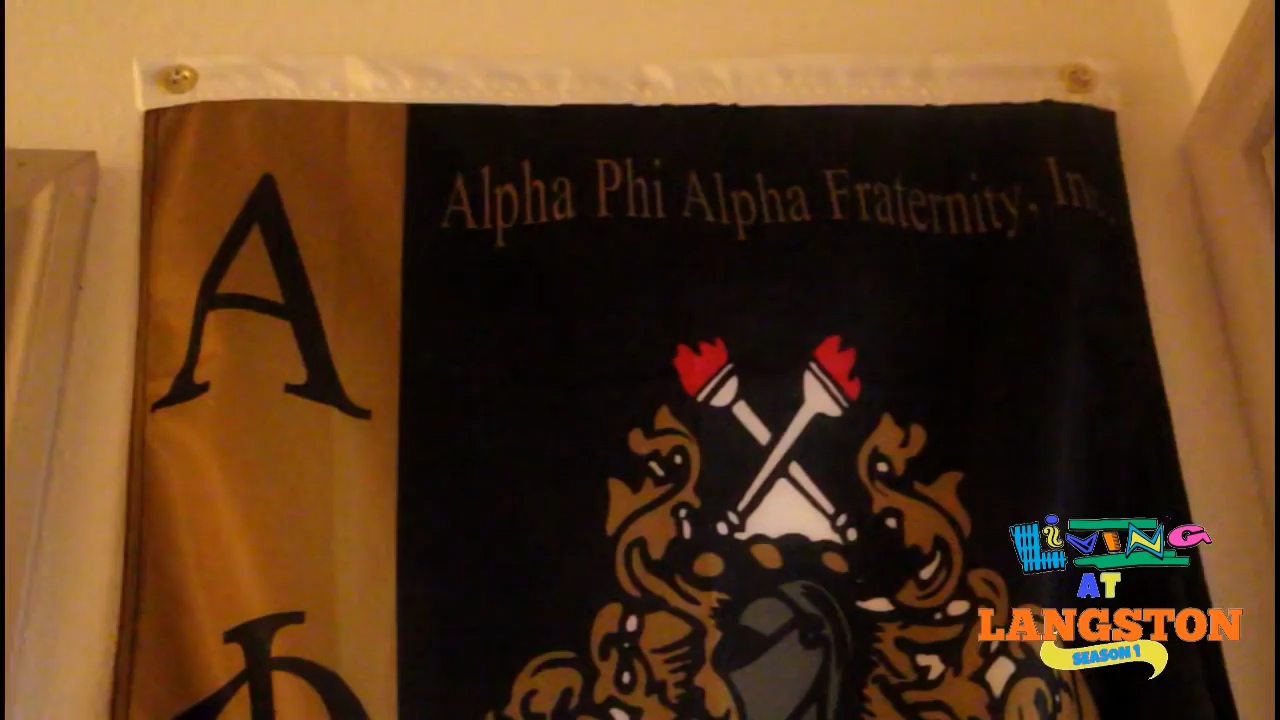 Alpha Phi Alpha Fraternity, Inc.
A
Φ
LiViNG
AT
LANGSTON
SEASON 1